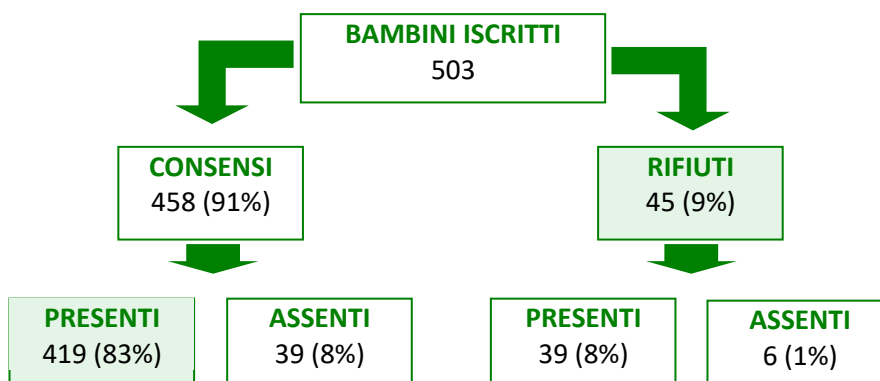 BAMBINI ISCRITTI
503
CONSENSI
458 (91%)
RIFIUTI
45 (9%)
PRESENTI
419 (83%)
ASSENTI
39 (8%)
PRESENTI
39 (8%)
ASSENTI
6 (1%)